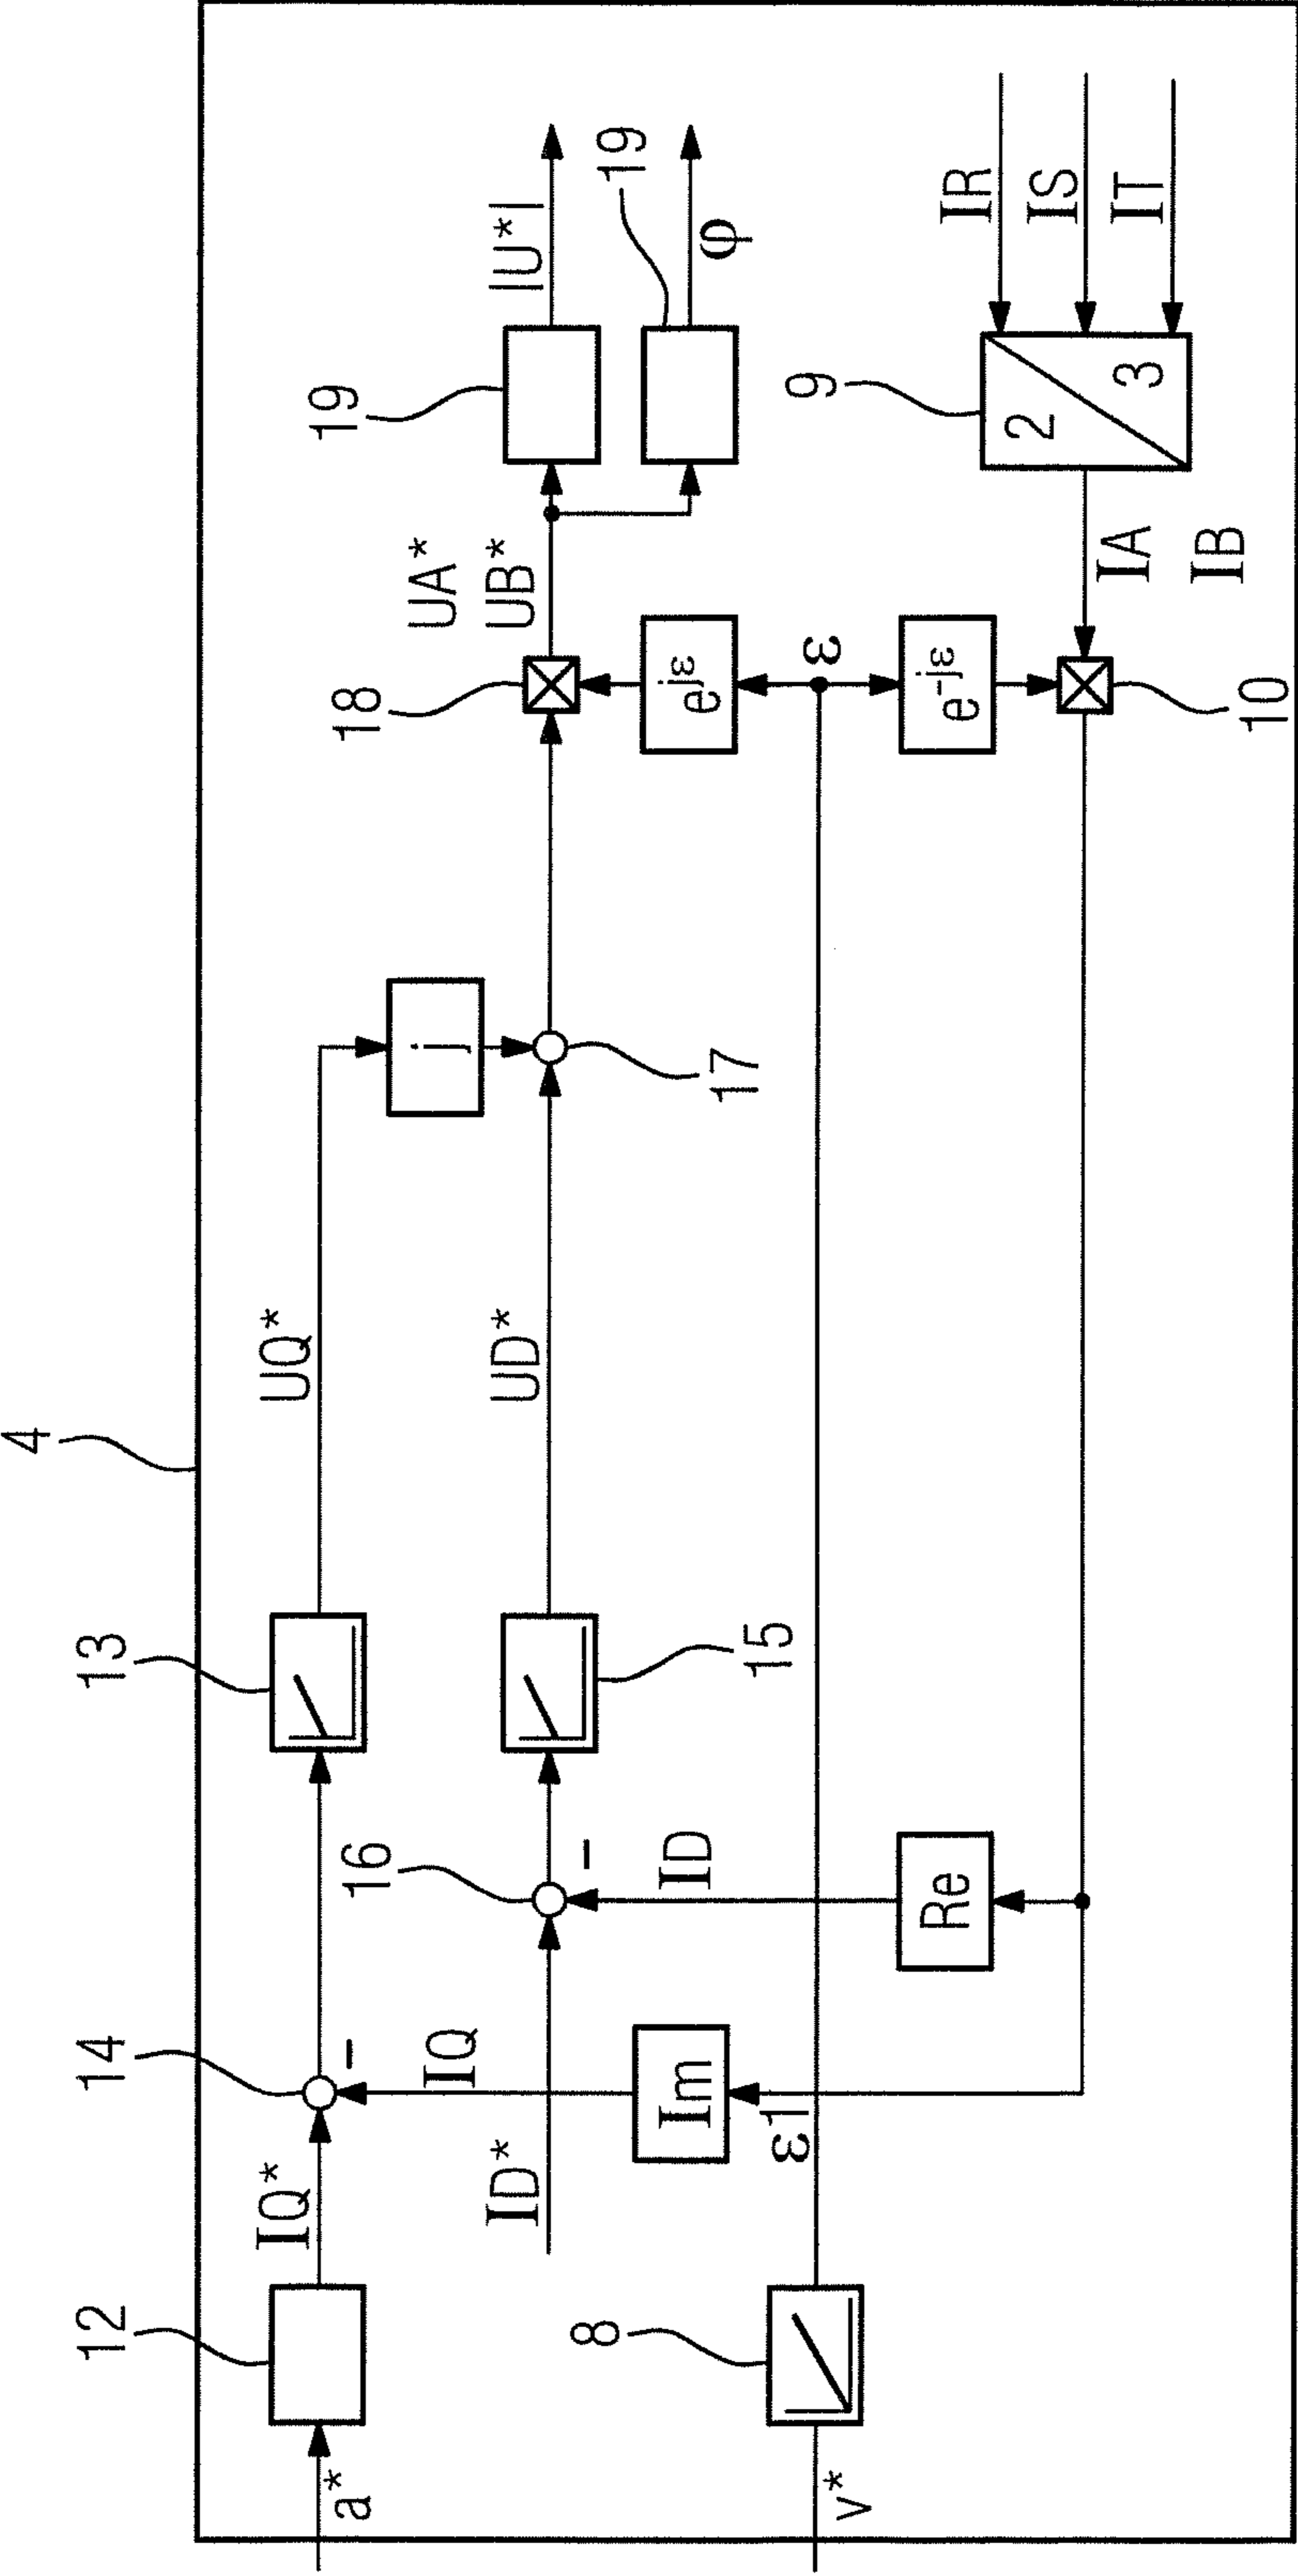 4
12
14
13
a*
IQ*
–
UQ*
IQ
16
j
18
UA*
UB*
19
|U*|
ID*
–
UD*
ID
15
17
19
φ
Im
e^jε
8
ε1
ε
v*
Re
e^-jε
9
2
3
IR
IS
IT
IA
IB
10